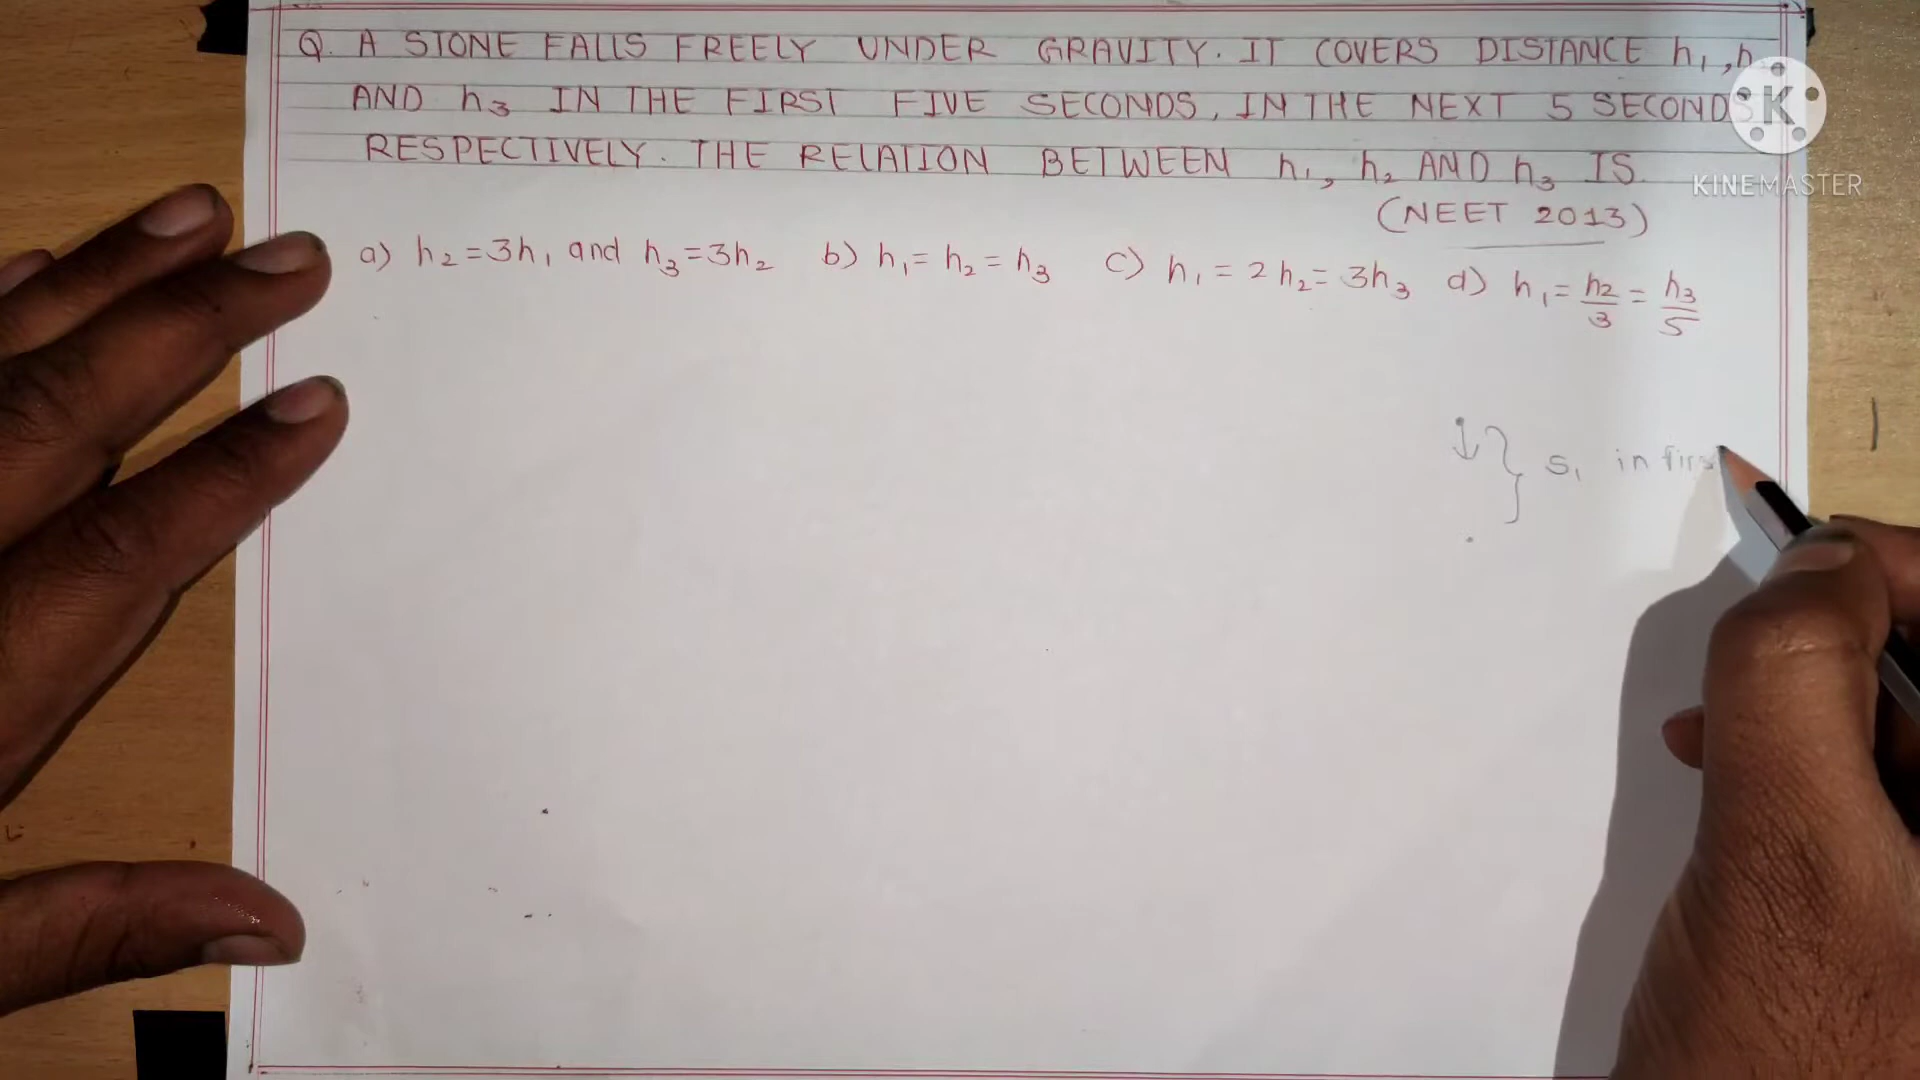 Q. A STONE FALLS FREELY UNDER GRAVITY. IT COVERS DISTANCE h₁, h
AND h₃ IN THE FIRST FIVE SECONDS, IN THE NEXT 5 SECONDS
RESPECTIVELY. THE RELATION BETWEEN h₁, h₂ AND h₃ IS.
(NEET 2013)
a) h₂ = 3h₁ and h₃ = 3h₂ b) h₁ = h₂ = h₃ c) h₁ = 2h₂ = 3h₃ d) h₁ = h₂/3 = h₃/5
S₁ in firs
K
KINEMASTER